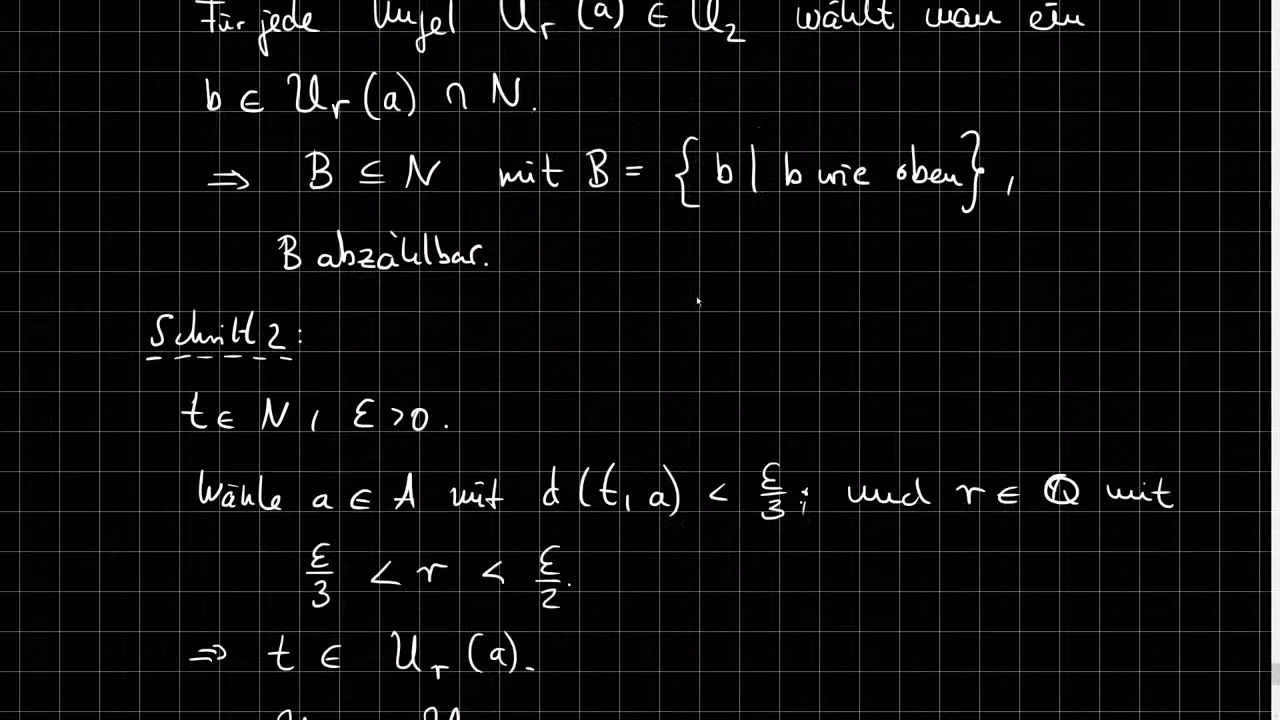 Für jede Kugel U_r (a) ∈ U_2 wählt man ein
b ∈ U_r (a) ∩ N.
⇒ B ⊆ N mit B = { b | b wie oben },
B abzählbar.
Schritt 2:
t ∈ N, ε > 0.
Wähle a ∈ A mit d (t, a) < ε/3; und r ∈ ℚ mit
ε/3 < r < ε/2.
⇒ t ∈ U_r (a).